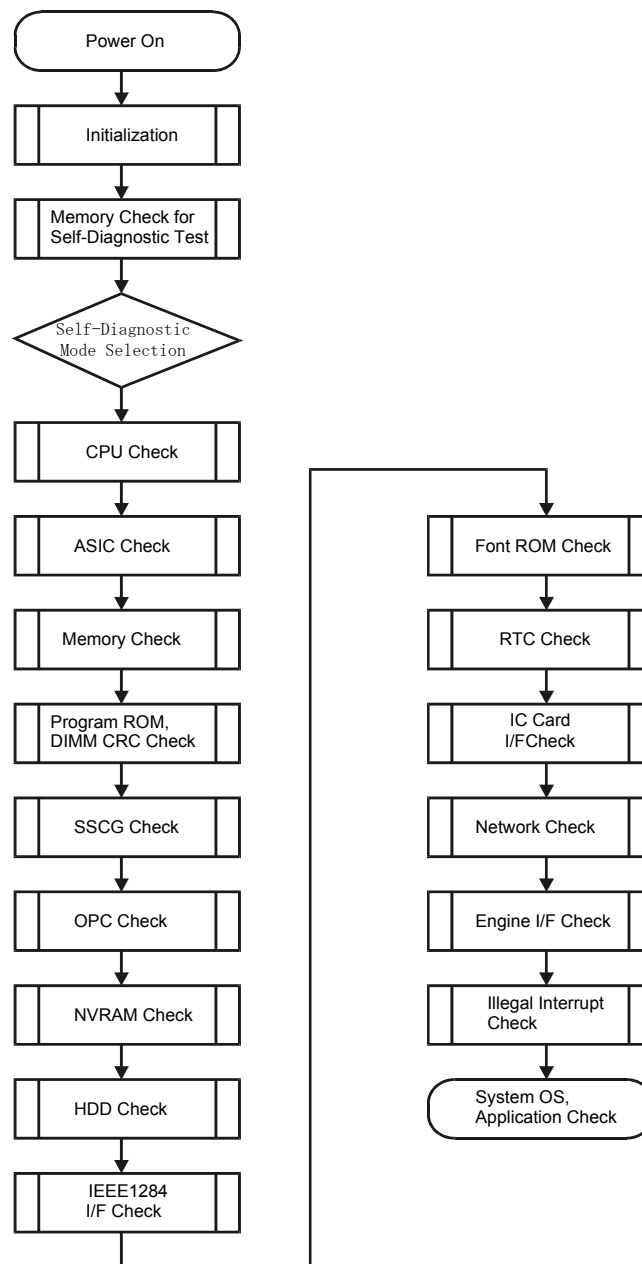 Power On
Initialization
Memory Check for
Self-Diagnostic Test
Self-Diagnostic
Mode Selection
CPU Check
ASIC Check
Memory Check
Program ROM,
DIMM CRC Check
SSCG Check
OPC Check
NVRAM Check
HDD Check
IEEE1284
I/F Check
Font ROM Check
RTC Check
IC Card
I/FCheck
Network Check
Engine I/F Check
Illegal Interrupt
Check
System OS,
Application Check